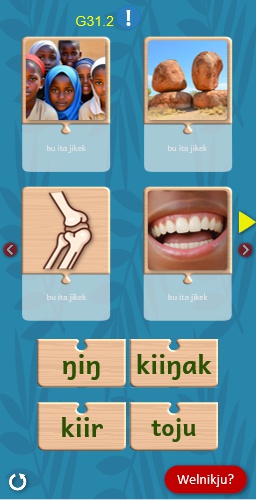 G31.2 !
bu ita jikek
bu ita jikek
bu ita jikek
bu ita jikek
ŋiŋ
kiiŋak
kiir
toju
Welnikju?